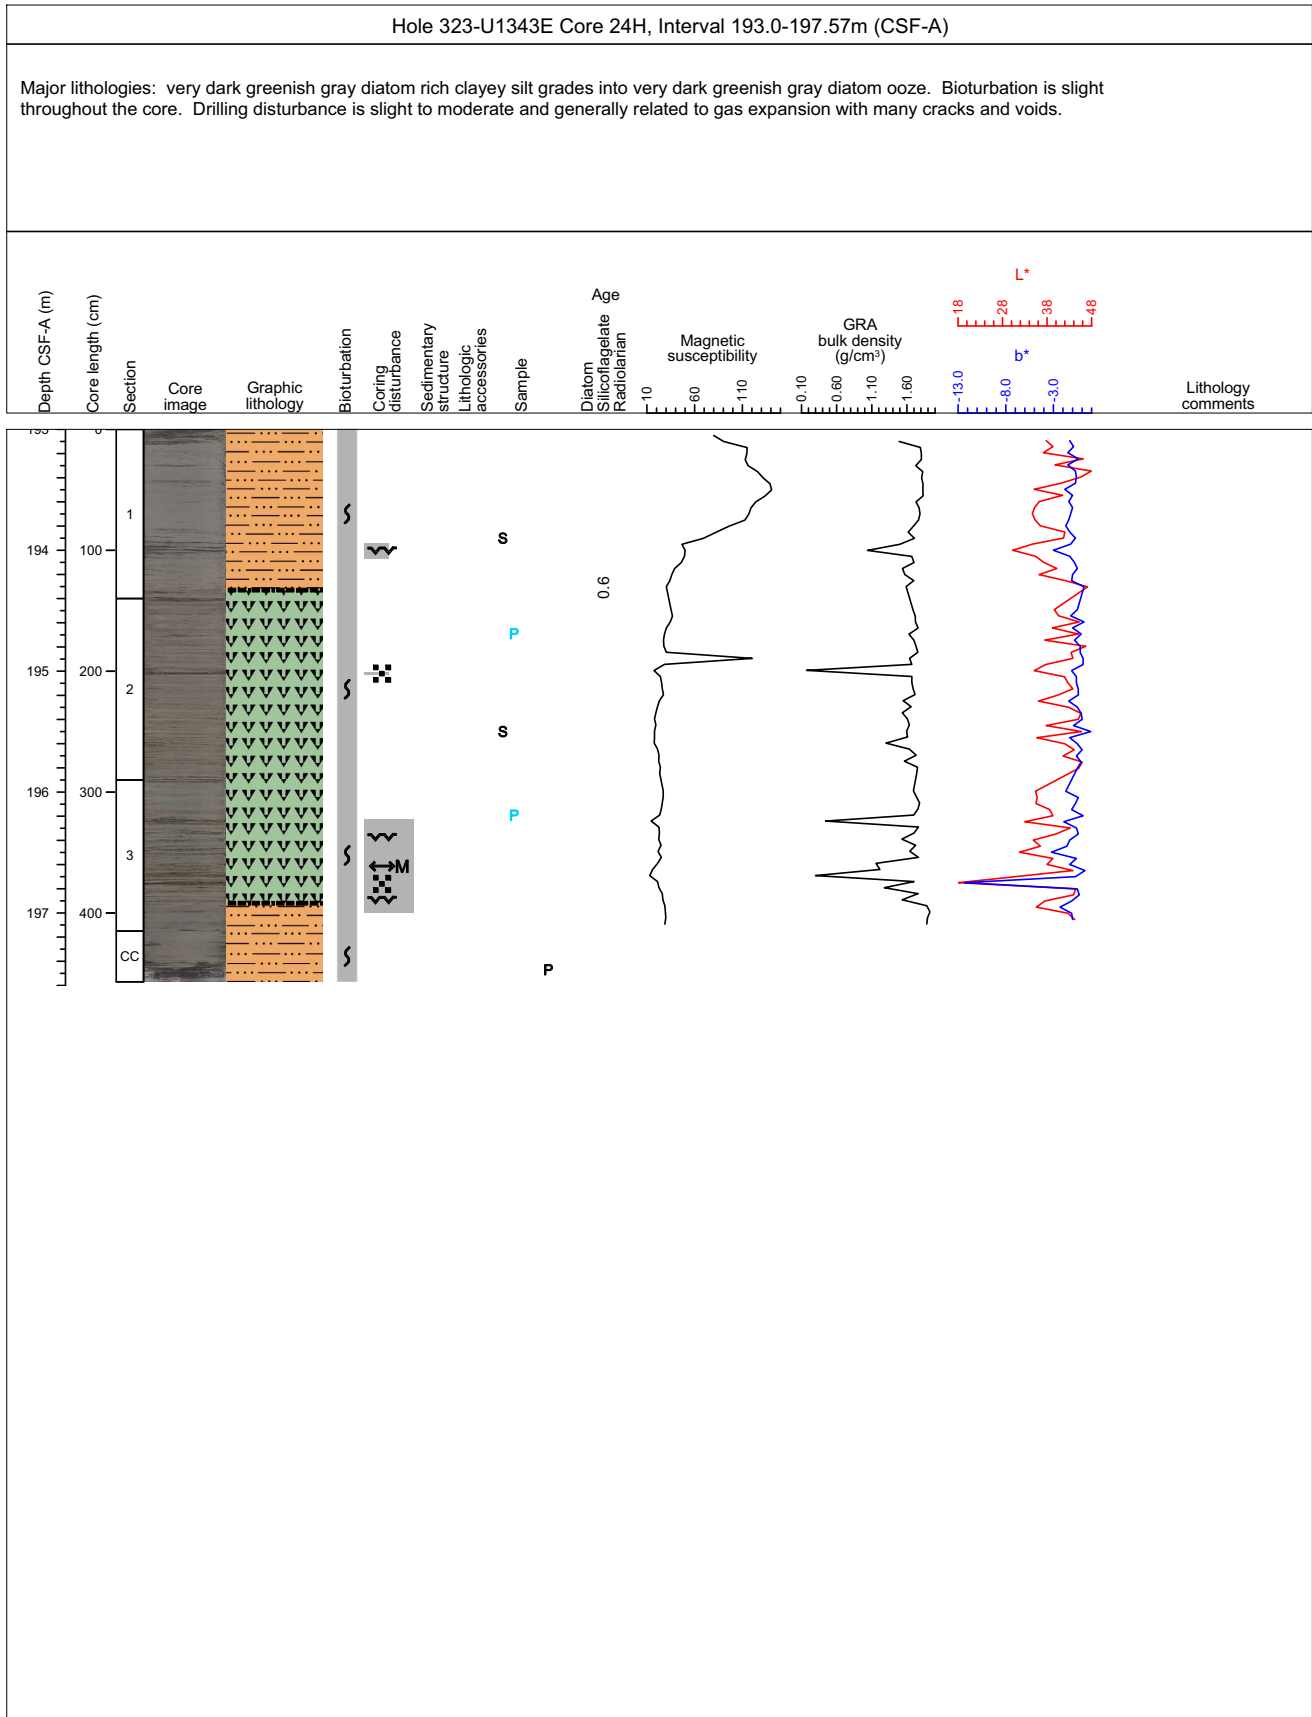 Hole 323-U1343E Core 24H, Interval 193.0-197.57m (CSF-A)
Major lithologies: very dark greenish gray diatom rich clayey silt grades into very dark greenish gray diatom ooze. Bioturbation is slight
throughout the core. Drilling disturbance is slight to moderate and generally related to gas expansion with many cracks and voids.
Depth CSF-A (m)
Core length (cm)
Section
Core
image
Graphic
lithology
Bioturbation
Coring
disturbance
Sedimentary
structure
Lithologic
accessories
Sample
Age
Diatom
Silicoflagelate
Radiolarian
Magnetic
susceptibility
10 60 110
GRA
bulk density
(g/cm³)
0.10 0.60 1.10 1.60
L*
18 28 38 48
b*
-13.0 -8.0 -3.0
Lithology
comments
193 0
1
S
194 100
0.6
P
195 200
2
S
196 300
P
3
M
197 400
CC
P